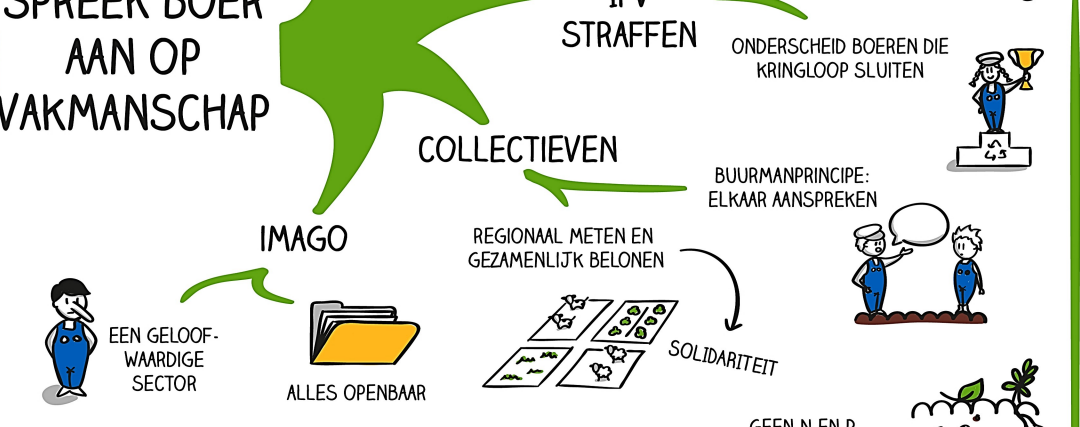 SPREEK BOER
AAN OP
VAKMANSCHAP
IPV
STRAFFEN
ONDERSCHEID BOEREN DIE
KRINGLOOP SLUITEN
COLLECTIEVEN
BUURMANPRINCIPE:
ELKAAR AANSPREKEN
IMAGO
REGIONAAL METEN EN
GEZAMENLIJK BELONEN
SOLIDARITEIT
EEN GELOOF-
WAARDIGE
SECTOR
ALLES OPENBAAR
GEEN N EN P